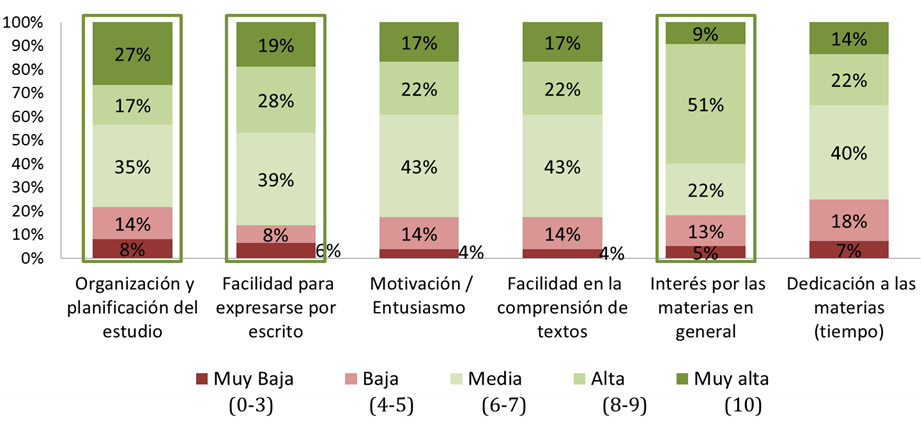 100%
90%
80%
70%
60%
50%
40%
30%
20%
10%
0%
27%
17%
35%
14%
8%
19%
28%
39%
8%
6%
17%
22%
43%
14%
4%
17%
22%
43%
14%
4%
9%
51%
22%
13%
5%
14%
22%
40%
18%
7%
Organización y
planificación del
estudio
Facilidad para
expresarse por
escrito
Motivación /
Entusiasmo
Facilidad en la
comprensión de
textos
Interés por las
materias en
general
Dedicación a las
materias
(tiempo)
Muy Baja
(0-3)
Baja
(4-5)
Media
(6-7)
Alta
(8-9)
Muy alta
(10)